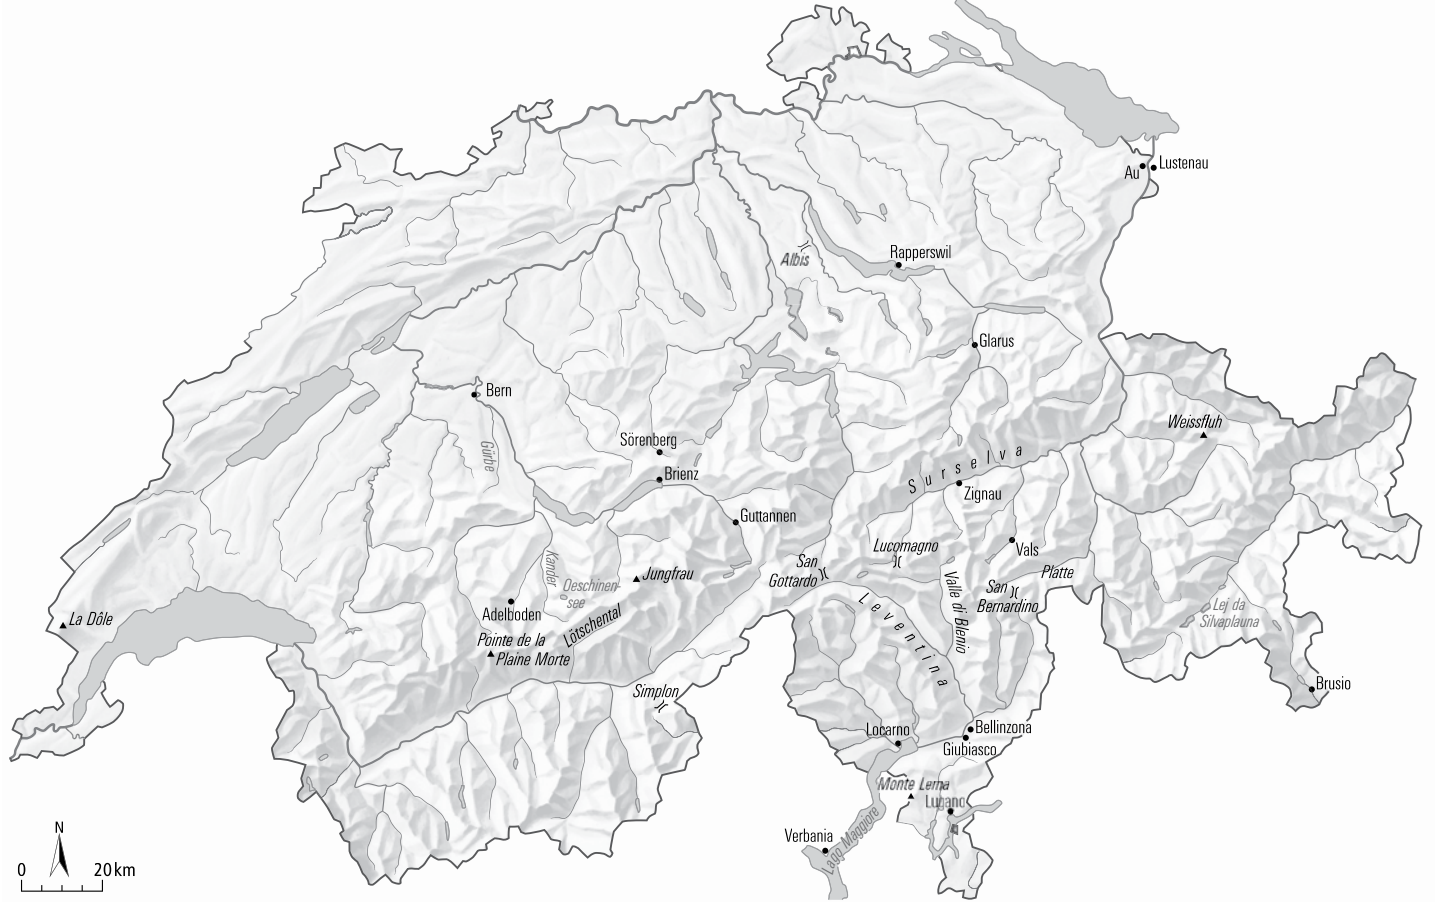 Au
Lustenau
Rapperswil
Albis
Glarus
Bern
Weissfluh
Gürbe
Sörenberg
Brienz
Surselva
Zignau
Guttannen
Lucomagno
Vals
San
Gottardo
Platte
Kander
Oeschinen-
see
Jungfrau
Valle di Blenio
San
Bernardino
Adelboden
Lötschental
Leventina
Lej da
Silvaplauna
La Dôle
Pointe de la
Plaine Morte
Simplon
Brusio
Locarno
Bellinzona
Giubiasco
Monte Lema
Lugano
Verbania
Lago Maggiore
N
0 20 km